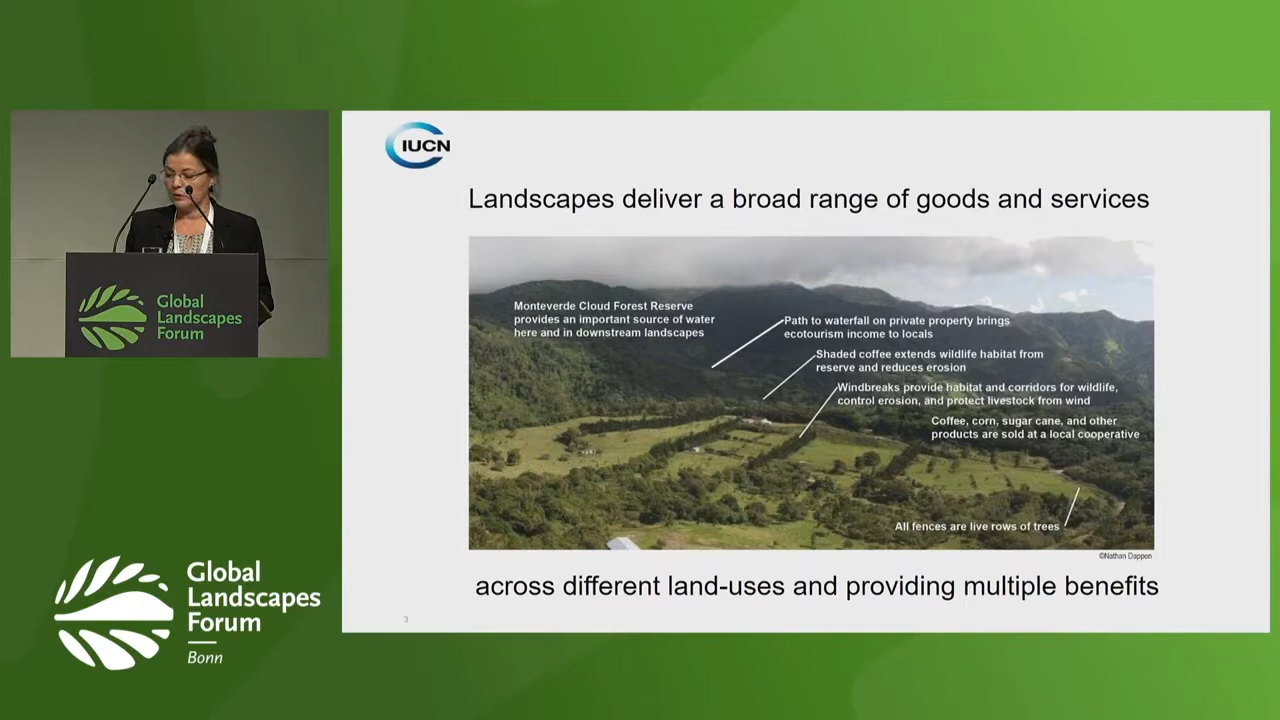 Global
Landscapes
Forum
Global
Landscapes
Forum
Bonn
IUCN
Landscapes deliver a broad range of goods and services
Monteverde Cloud Forest Reserve
provides an important source of water
here and in downstream landscapes
Path to waterfall on private property brings
ecotourism income to locals
Shaded coffee extends wildlife habitat from
reserve and reduces erosion
Windbreaks provide habitat and corridors for wildlife,
control erosion, and protect livestock from wind
Coffee, corn, sugar cane, and other
products are sold at a local cooperative
All fences are live rows of trees
©Nathan Dappen
across different land-uses and providing multiple benefits
3